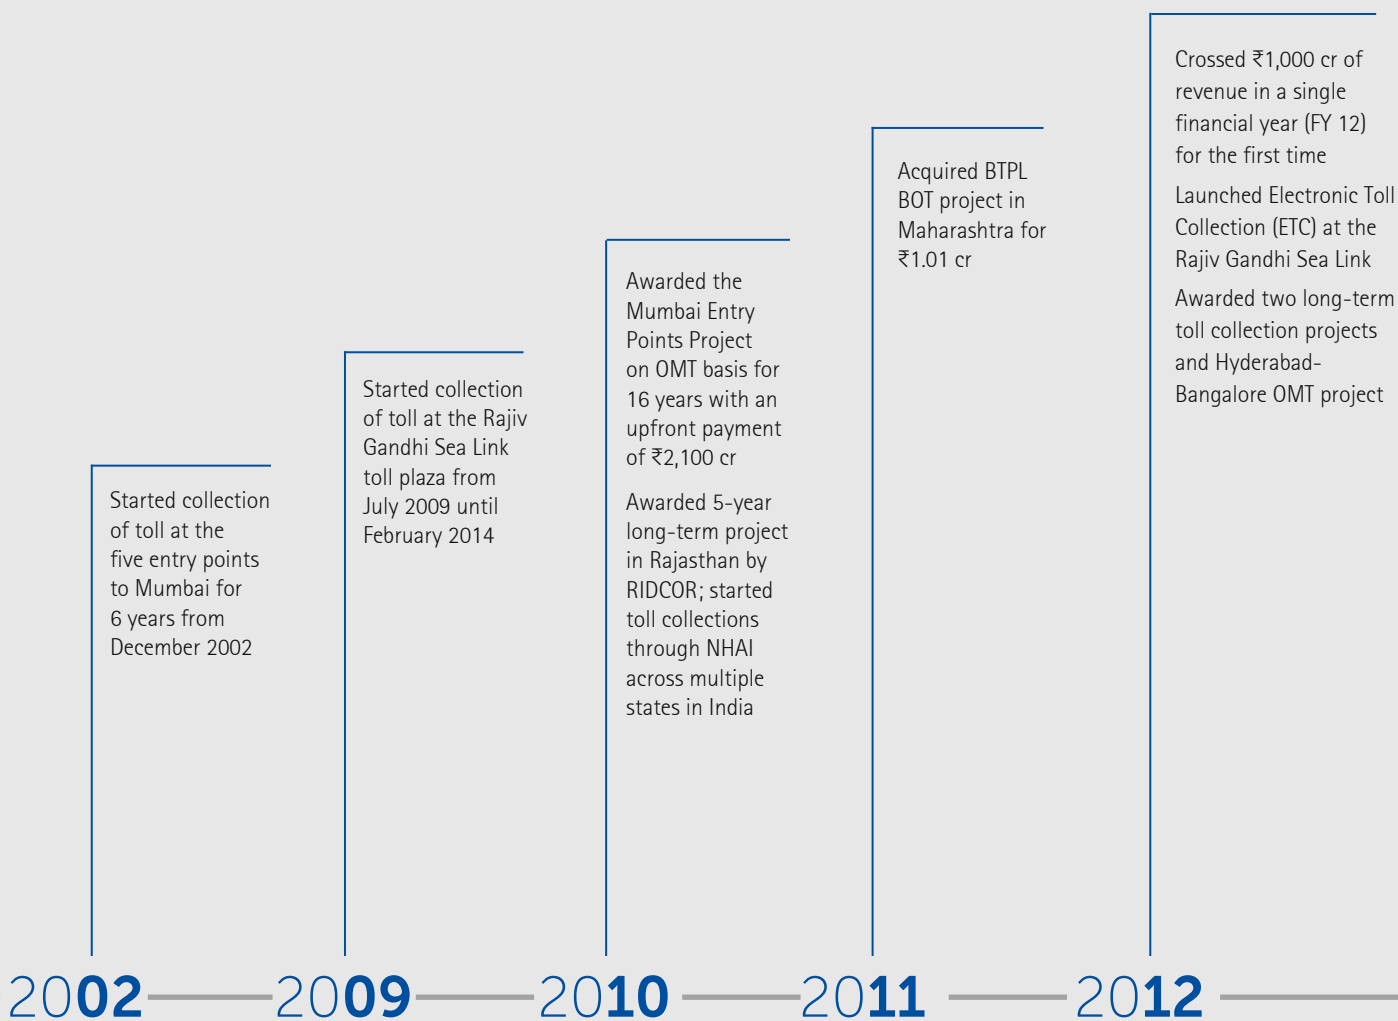 Started collection
of toll at the
five entry points
to Mumbai for
6 years from
December 2002
Started collection
of toll at the Rajiv
Gandhi Sea Link
toll plaza from
July 2009 until
February 2014
Awarded the
Mumbai Entry
Points Project
on OMT basis for
16 years with an
upfront payment
of ₹2,100 cr
Awarded 5-year
long-term project
in Rajasthan by
RIDCOR; started
toll collections
through NHAI
across multiple
states in India
Acquired BTPL
BOT project in
Maharashtra for
₹1.01 cr
Crossed ₹1,000 cr of
revenue in a single
financial year (FY 12)
for the first time
Launched Electronic Toll
Collection (ETC) at the
Rajiv Gandhi Sea Link
Awarded two long-term
toll collection projects
and Hyderabad-
Bangalore OMT project
2002
2009
2010
2011
2012